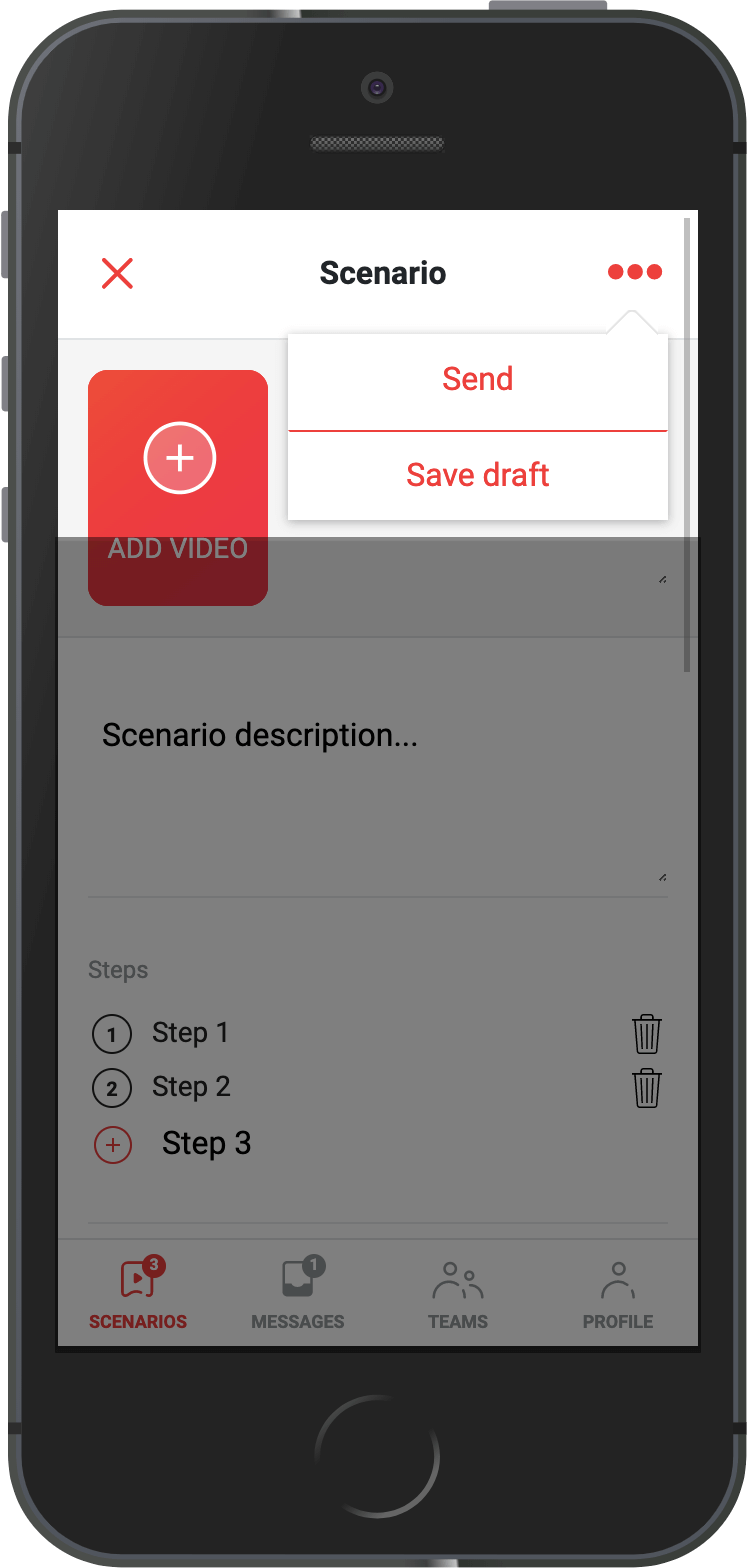 Scenario
Send
Save draft
ADD VIDEO
Scenario description...
Steps
1 Step 1
2 Step 2
Step 3
3
1
SCENARIOS MESSAGES TEAMS PROFILE